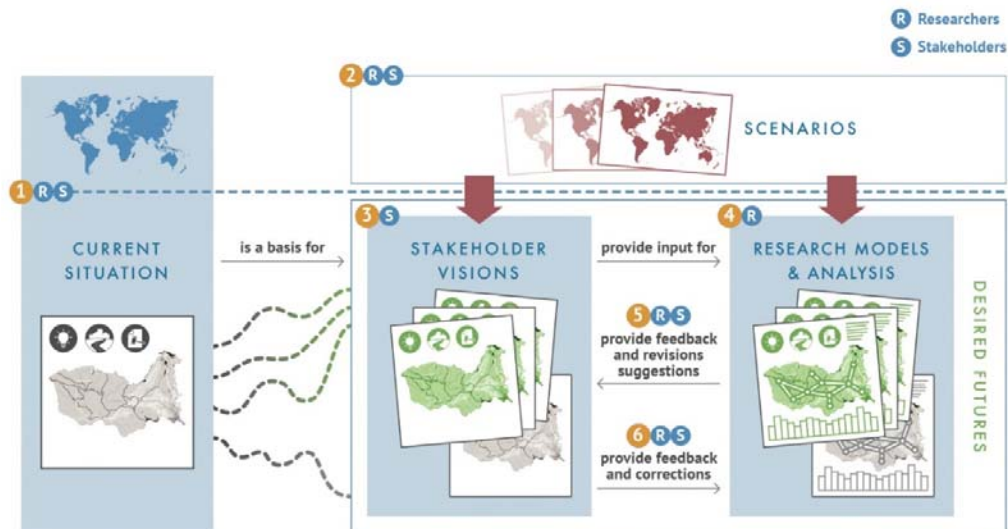 R Researchers
S Stakeholders
2 R S
SCENARIOS
1 R S
CURRENT
SITUATION
is a basis for
3 S
STAKEHOLDER
VISIONS
provide input for
4 R
RESEARCH MODELS
& ANALYSIS
5 R S
provide feedback
and revisions
suggestions
6 R S
provide feedback
and corrections
DESIRED FUTURES